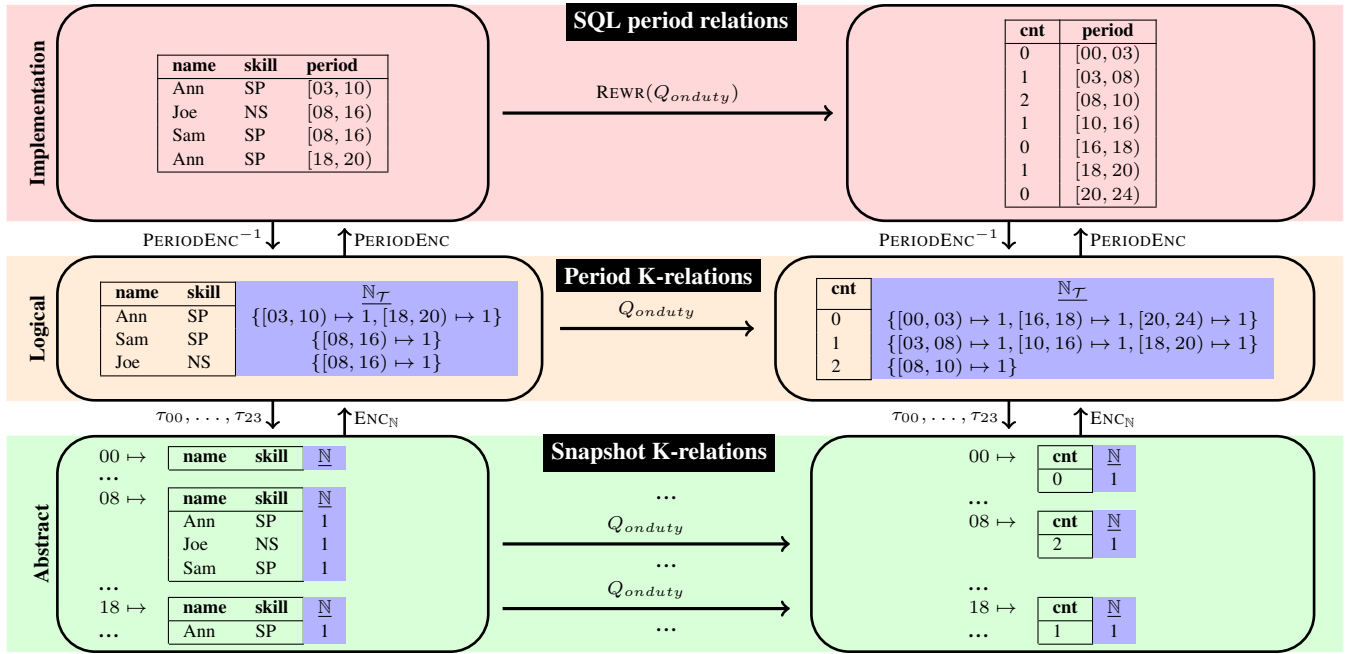 SQL period relations
Implementation
name skill period
Ann SP [03, 10)
Joe NS [08, 16)
Sam SP [08, 16)
Ann SP [18, 20)
REWR(Q_onduty)
cnt period
0 [00, 03)
1 [03, 08)
2 [08, 10)
1 [10, 16)
0 [16, 18)
1 [18, 20)
0 [20, 24)
PERIODENC⁻¹ PERIODENC
PERIODENC⁻¹ PERIODENC
Period K-relations
Logical
name skill ℕ_𝒯
Ann SP {[03, 10) ↦ 1, [18, 20) ↦ 1}
Sam SP {[08, 16) ↦ 1}
Joe NS {[08, 16) ↦ 1}
Q_onduty
cnt ℕ_𝒯
0 {[00, 03) ↦ 1, [16, 18) ↦ 1, [20, 24) ↦ 1}
1 {[03, 08) ↦ 1, [10, 16) ↦ 1, [18, 20) ↦ 1}
2 {[08, 10) ↦ 1}
τ₀₀, . . . , τ₂₃ ENC_ℕ
τ₀₀, . . . , τ₂₃ ENC_ℕ
Snapshot K-relations
Abstract
00 ↦ name skill ℕ
...
08 ↦ name skill ℕ
Ann SP 1
Joe NS 1
Sam SP 1
...
18 ↦ name skill ℕ
... Ann SP 1
...
Q_onduty
...
Q_onduty
...
00 ↦ cnt ℕ
0 1
...
08 ↦ cnt ℕ
2 1
...
18 ↦ cnt ℕ
... 1 1